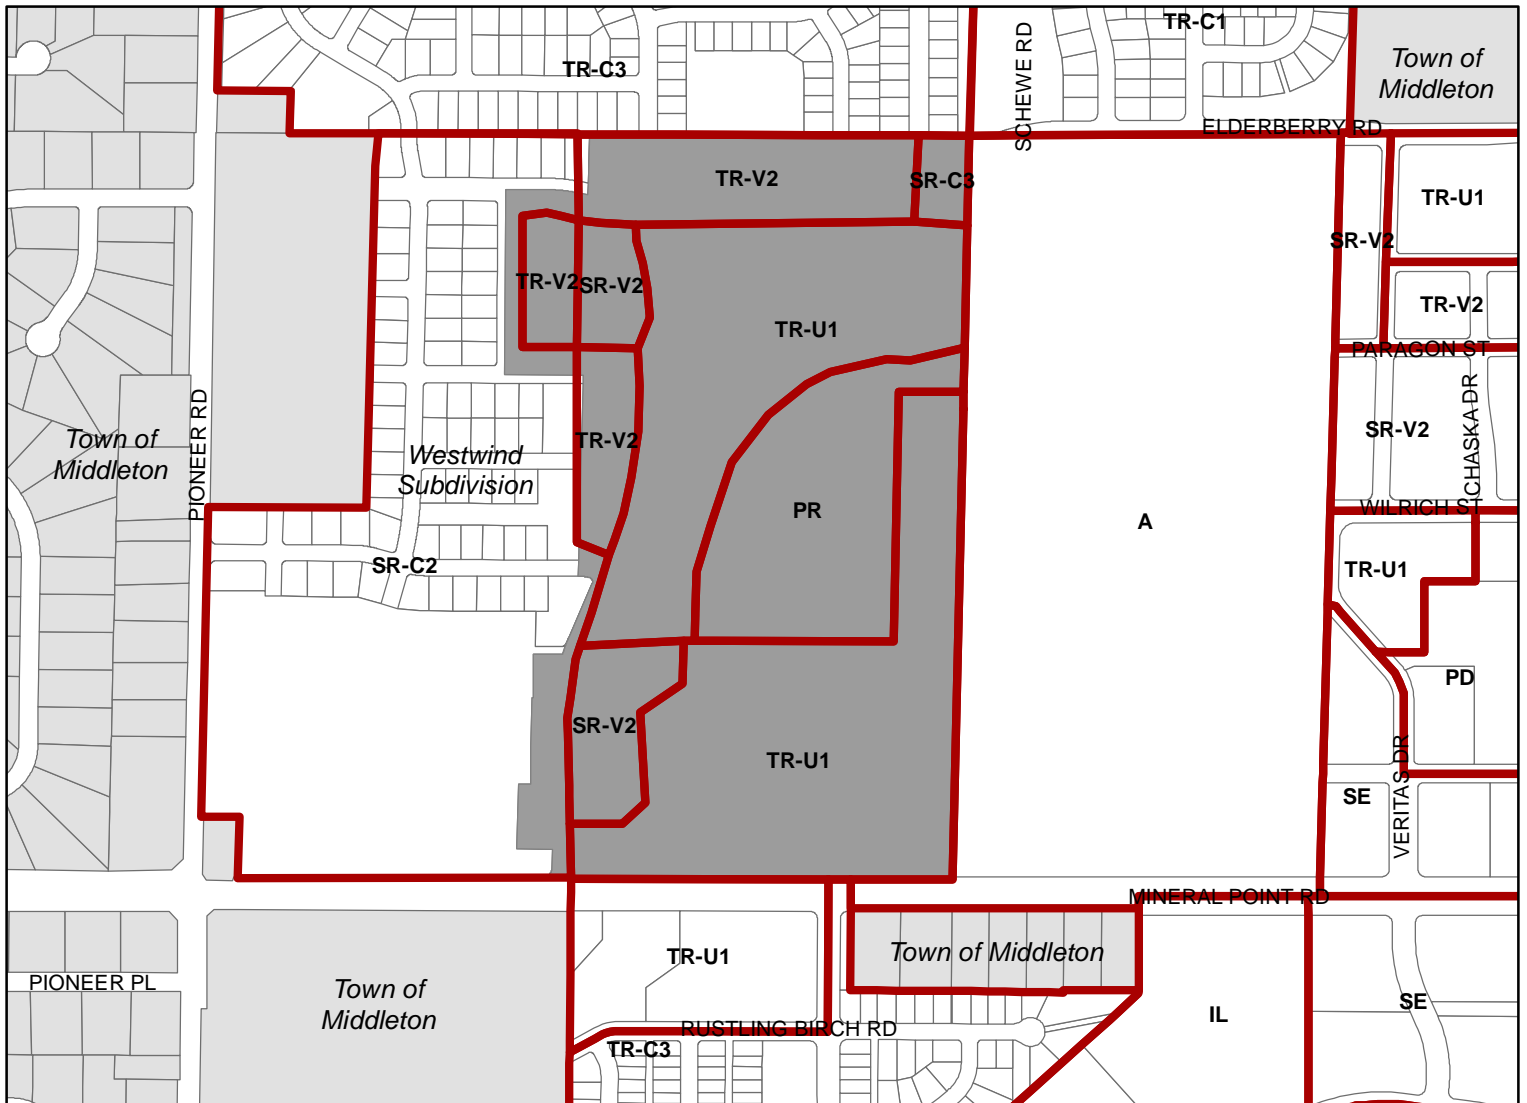 TR-C1
TR-C3
SCHEWE RD
Town of
Middleton
ELDERBERRY RD
TR-V2
SR-C3
TR-U1
SR-V2
TR-V2
SR-V2
TR-V2
TR-U1
PARAGON ST
PIONEER RD
Town of
Middleton
Westwind
Subdivision
TR-V2
SR-V2
CHASKA DR
PR
A
WILRICH ST
SR-C2
TR-U1
PD
SR-V2
TR-U1
VERITAS DR
SE
MINERAL POINT RD
TR-U1
Town of Middleton
PIONEER PL
Town of
Middleton
SE
IL
RUSTLING BIRCH RD
TR-C3